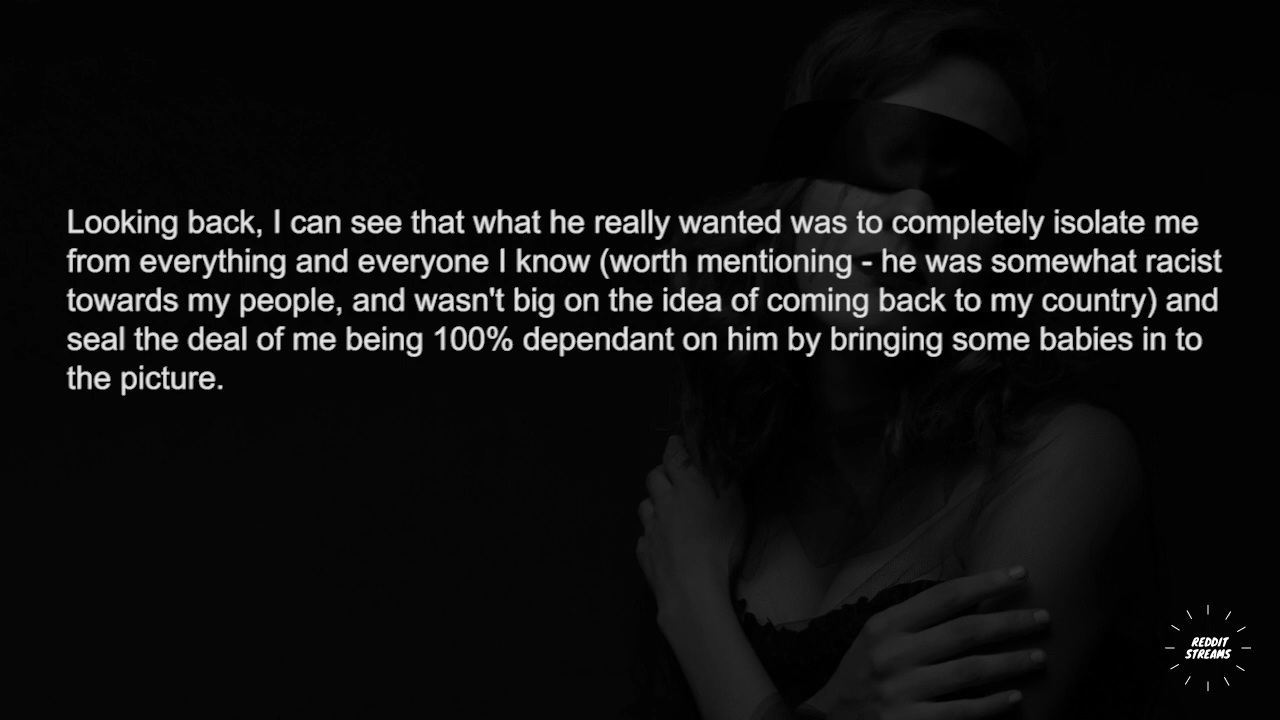 Looking back, I can see that what he really wanted was to completely isolate me
from everything and everyone I know (worth mentioning - he was somewhat racist
towards my people, and wasn't big on the idea of coming back to my country) and
seal the deal of me being 100% dependant on him by bringing some babies in to
the picture.
REDDIT
STREAMS